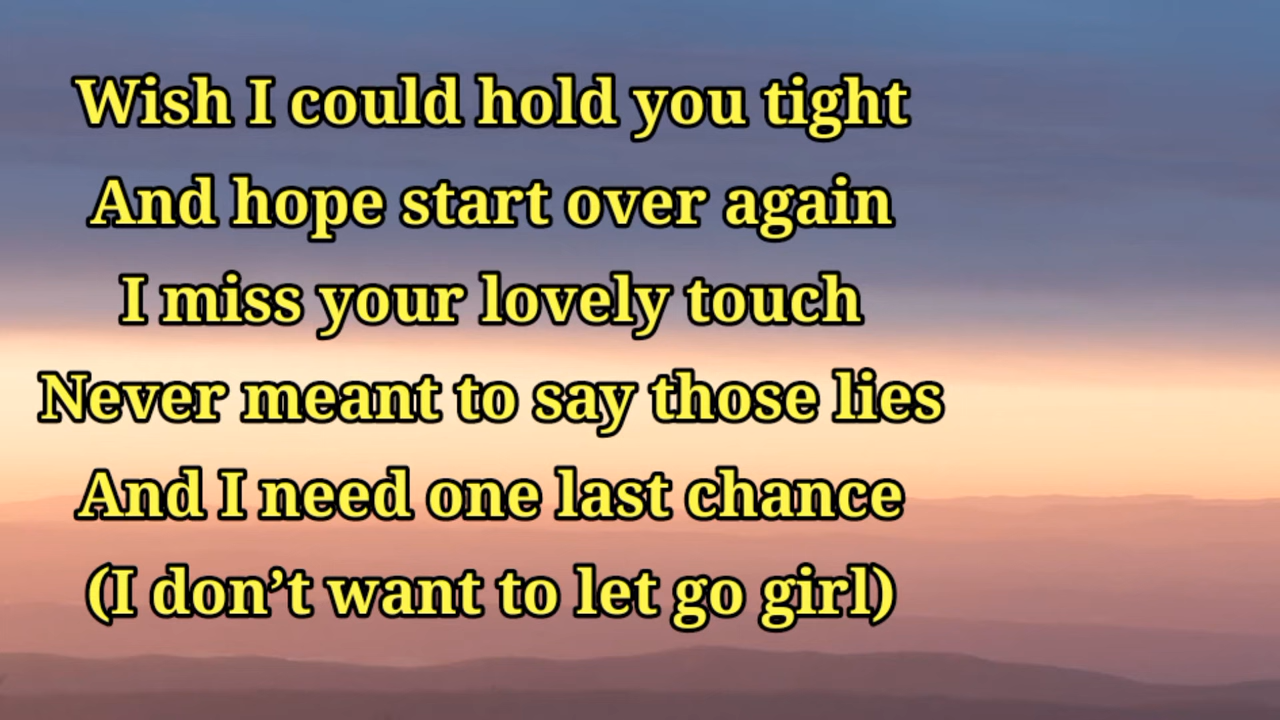 Wish I could hold you tight
And hope start over again
I miss your lovely touch
Never meant to say those lies
And I need one last chance
(I don’t want to let go girl)